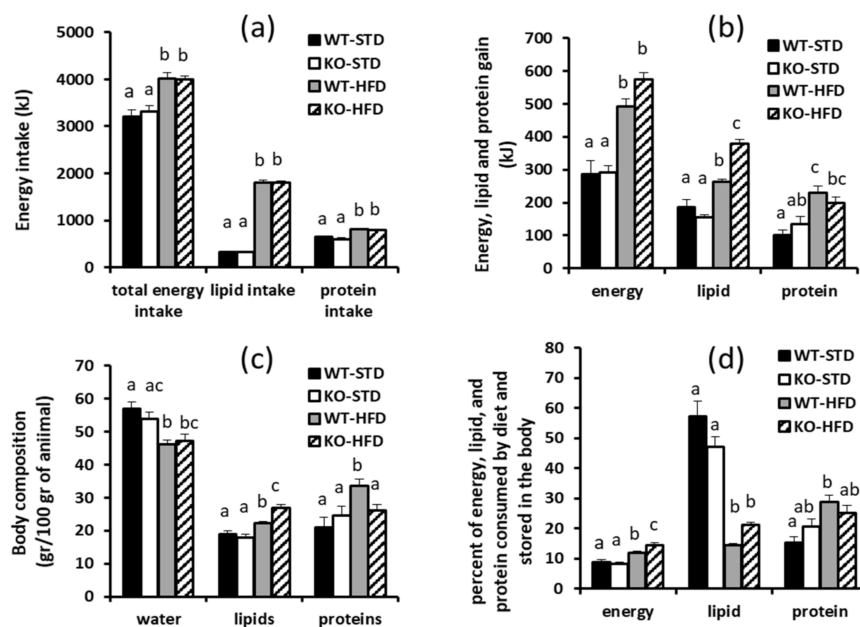 (a)
Energy intake (kJ)
5000
4000
3000
2000
1000
0
a a b b
a a b b
a a b b
WT-STD
KO-STD
WT-HFD
KO-HFD
total energy
intake
lipid intake
protein
intake
(b)
Energy, lipid and protein gain
(kJ)
700
600
500
400
300
200
100
0
a a b b
a a b c
a ab c bc
WT-STD
KO-STD
WT-HFD
KO-HFD
energy
lipid
protein
(c)
Body composition
(gr/100 gr of aniimal)
70
60
50
40
30
20
10
0
a ac b bc
a a b c
a a b a
WT-STD
KO-STD
WT-HFD
KO-HFD
water
lipids
proteins
(d)
percent of energy, lipid, and
protein consumed by diet and
stored in the body
80
70
60
50
40
30
20
10
0
a a b c
a a b b
a ab b ab
WT-STD
KO-STD
WT-HFD
KO-HFD
energy
lipid
protein